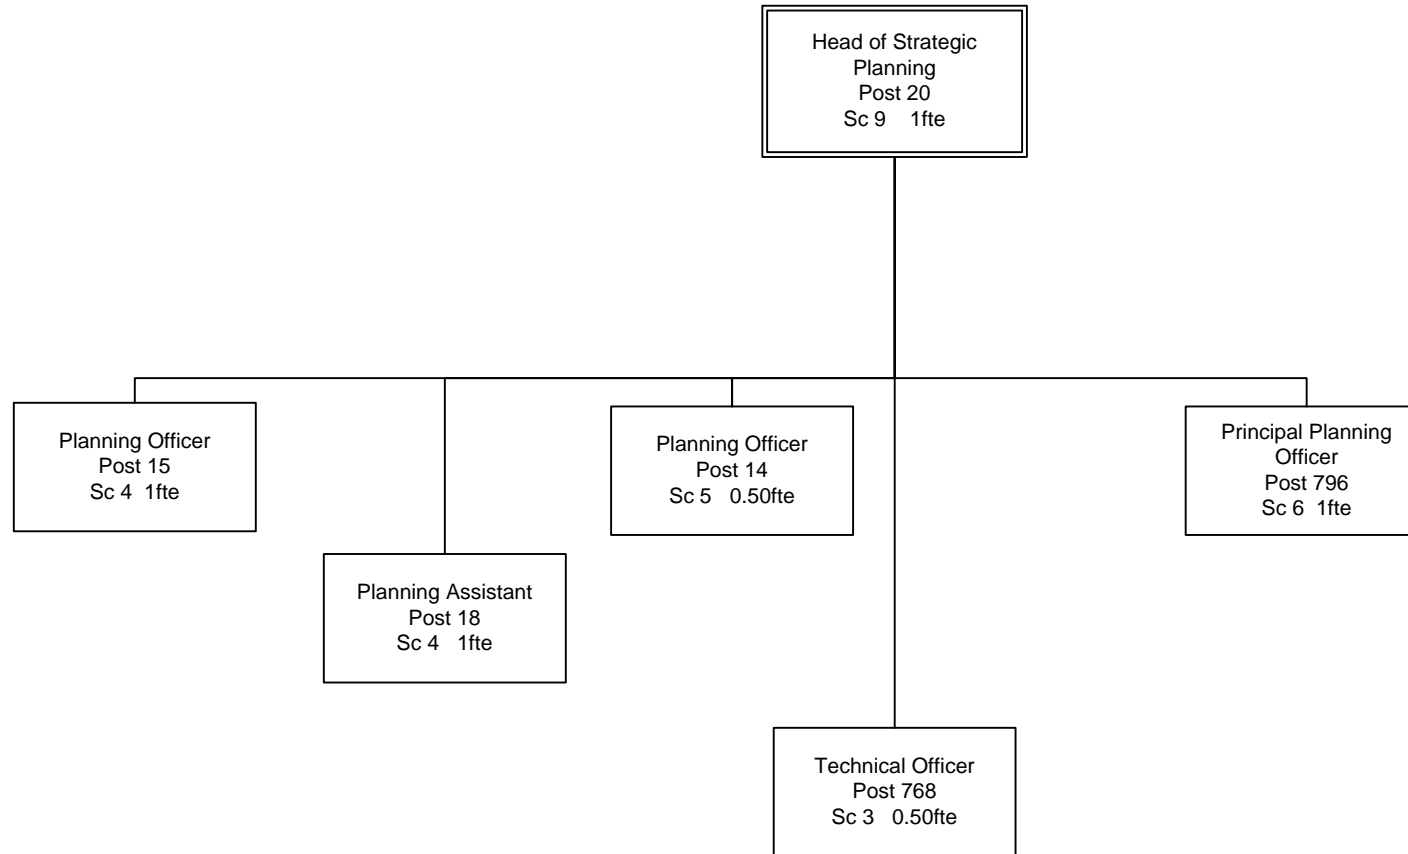 Head of Strategic
Planning
Post 20
Sc 9 1fte
Planning Officer
Post 15
Sc 4 1fte
Planning Officer
Post 14
Sc 5 0.50fte
Principal Planning
Officer
Post 796
Sc 6 1fte
Planning Assistant
Post 18
Sc 4 1fte
Technical Officer
Post 768
Sc 3 0.50fte